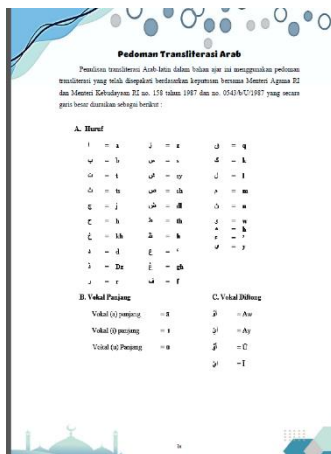 Pedoman Transliterasi Arab
Penulisan transliterasi Arab-latin dalam bahan ajar ini menggunakan pedoman
transliterasi yang telah disepakati berdasarkan keputusan bersama Menteri Agama RI
dan Menteri Kebudayaan RI no. 158 tahun 1987 dan no. 0543/b/U/1987 yang secara
garis besar diuraikan sebagai berikut :
A. Huruf
ا = a
ز = z
ق = q
= b
س = s
ك = k
ت = t
ش = sy
ل = l
ث = ts
ص = sh
م = m
ج = j
ض = dl
ن = n
ح = h
ط = th
و = w
خ = kh
ظ =
ه = h
ء = ’
د = d
ع = ‘
ي = y
ذ = Dz
غ = gh
ر = r
ف = f
B. Vokal Panjang
Vokal (a) panjang = â
Vokal (i) panjang =
Vokal (u) Panjang =
C. Vokal Diftong
= Aw
= Ay
= Û
= Î